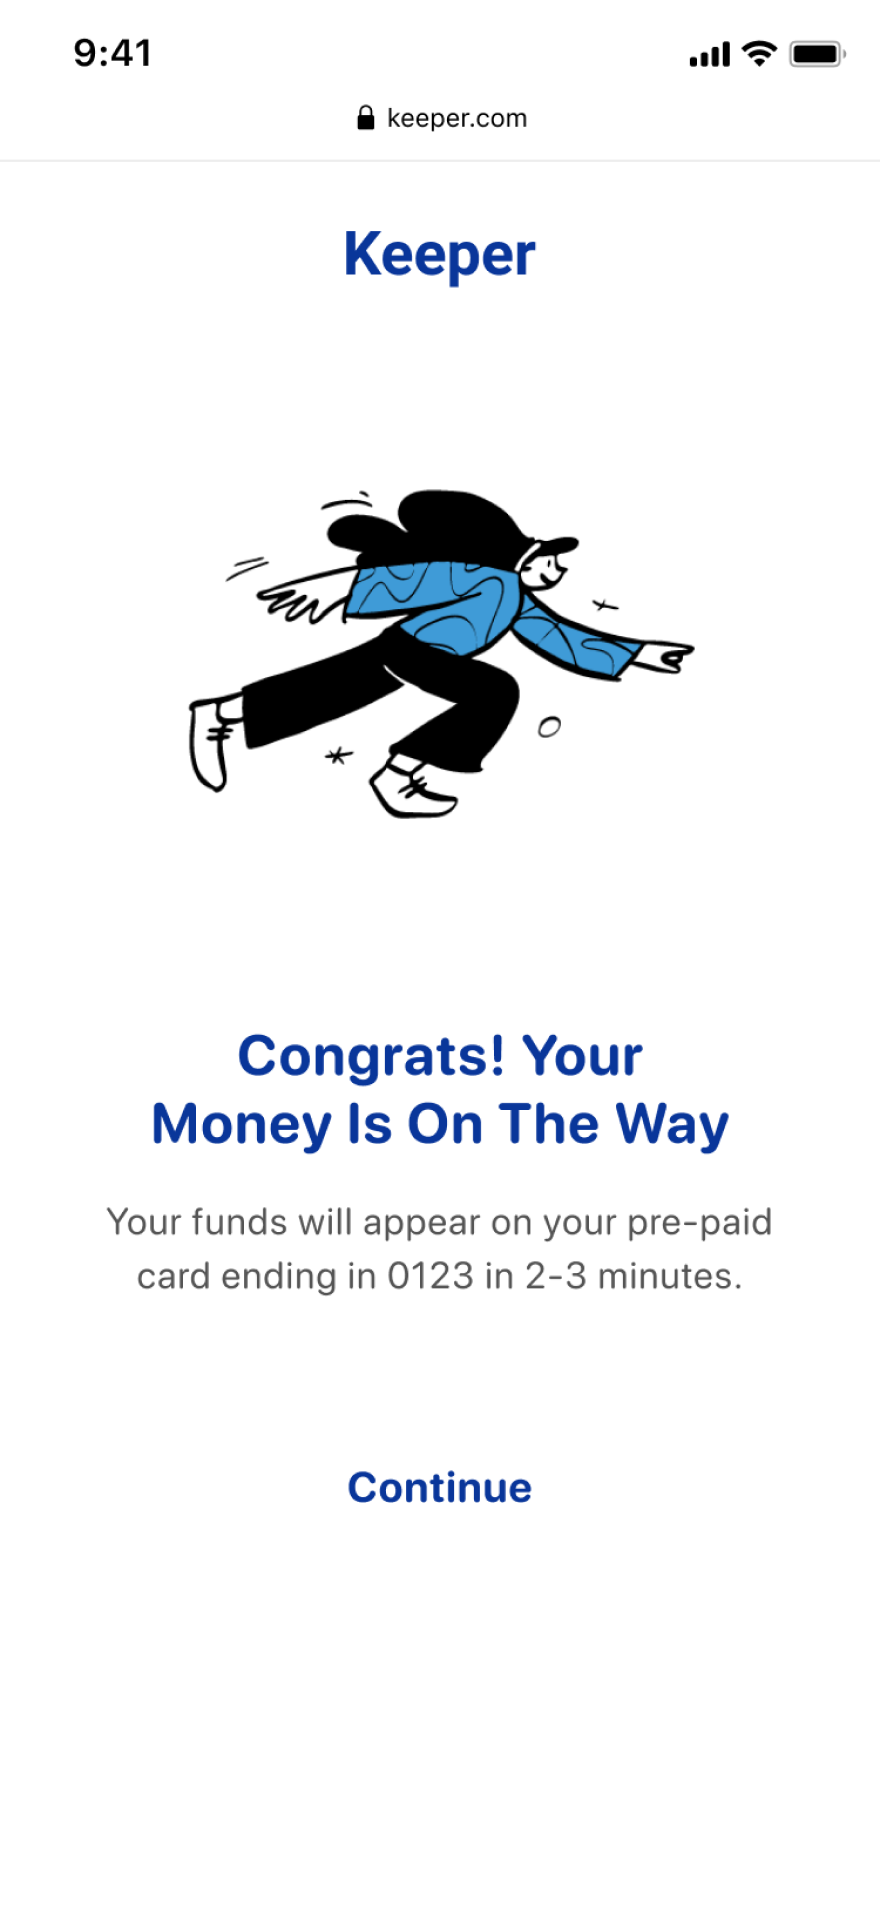 9:41
keeper.com
Keeper
Congrats! Your
Money Is On The Way
Your funds will appear on your pre-paid
card ending in 0123 in 2-3 minutes.
Continue